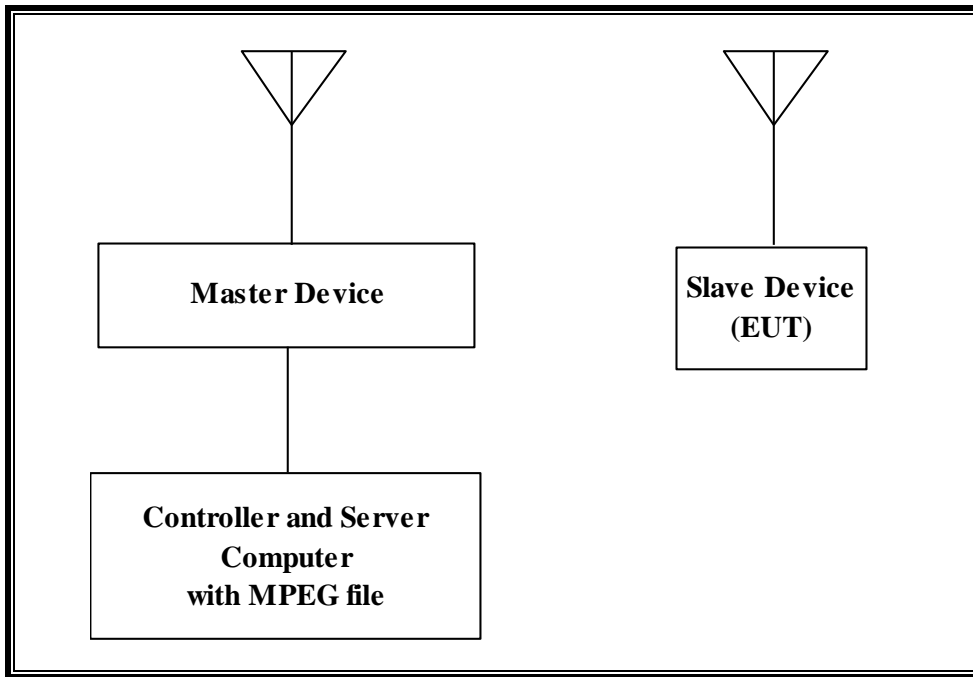 Master Device
Slave Device
(EUT)
Controller and Server
Computer
with MPEG file